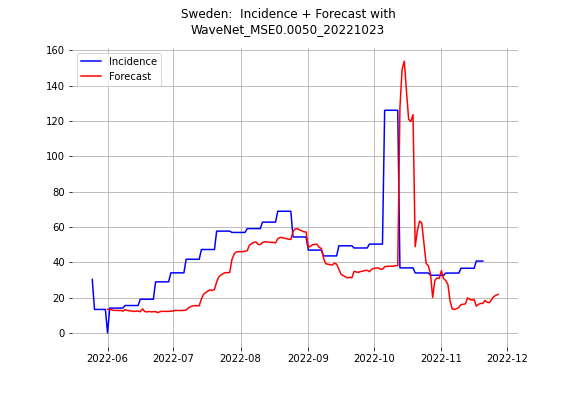 Sweden:  Incidence + Forecast with
WaveNet_MSE0.0050_20221023
Incidence
Forecast
160
140
120
100
80
60
40
20
0
2022-06 2022-07 2022-08 2022-09 2022-10 2022-11 2022-12